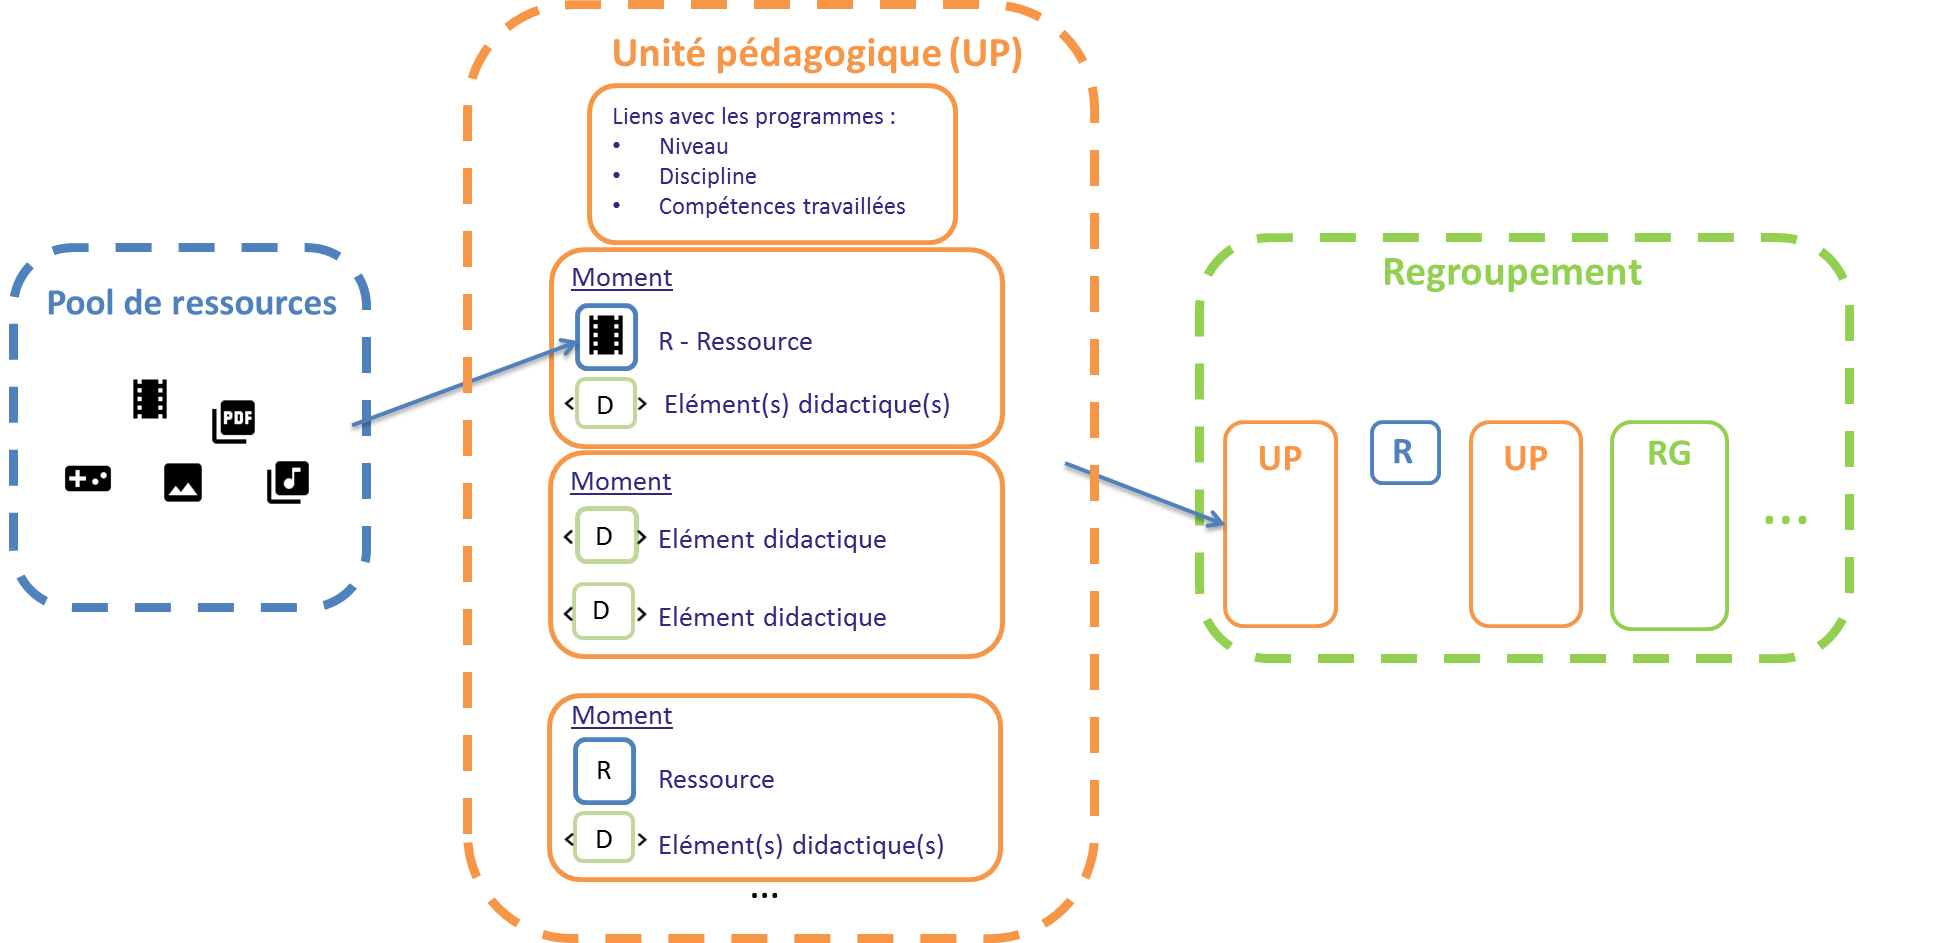 Pool de ressources
PDF
Unité pédagogique (UP)
Liens avec les programmes :
• Niveau
• Discipline
• Compétences travaillées
Moment
R - Ressource
< D > Elément(s) didactique(s)
Moment
< D > Elément didactique
< D > Elément didactique
Moment
R Ressource
< D > Elément(s) didactique(s)
...
Regroupement
UP R UP RG
...